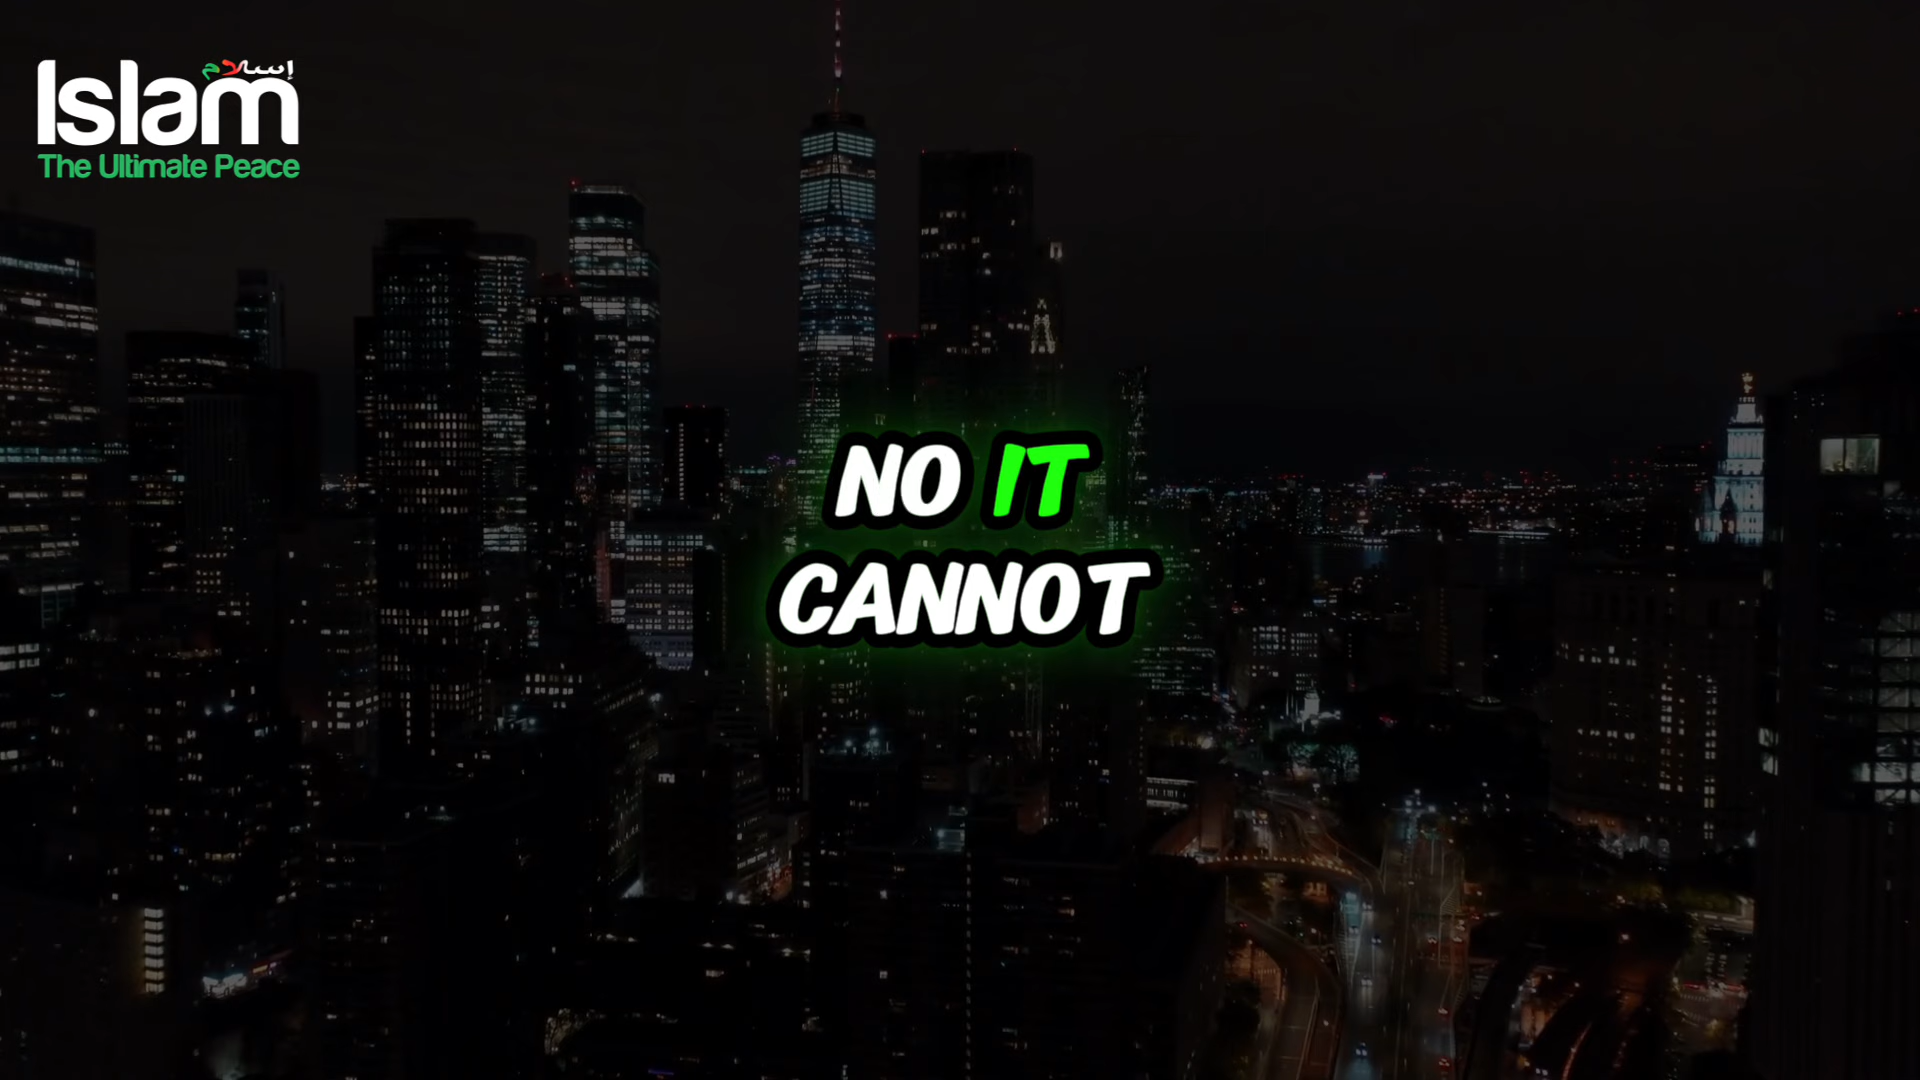 إسلام
Islam
The Ultimate Peace
NO IT
CANNOT